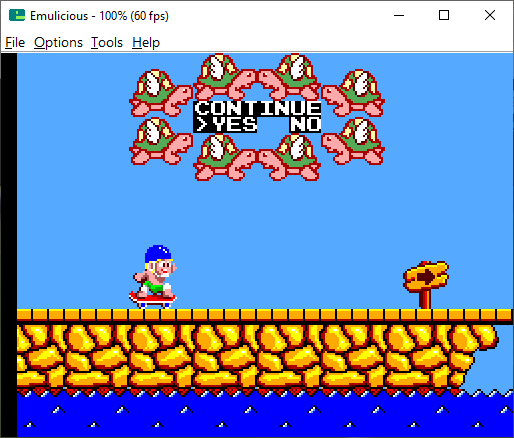 Emulicious - 100% (60 fps)
File Options Tools Help
CONTINUE
>YES NO